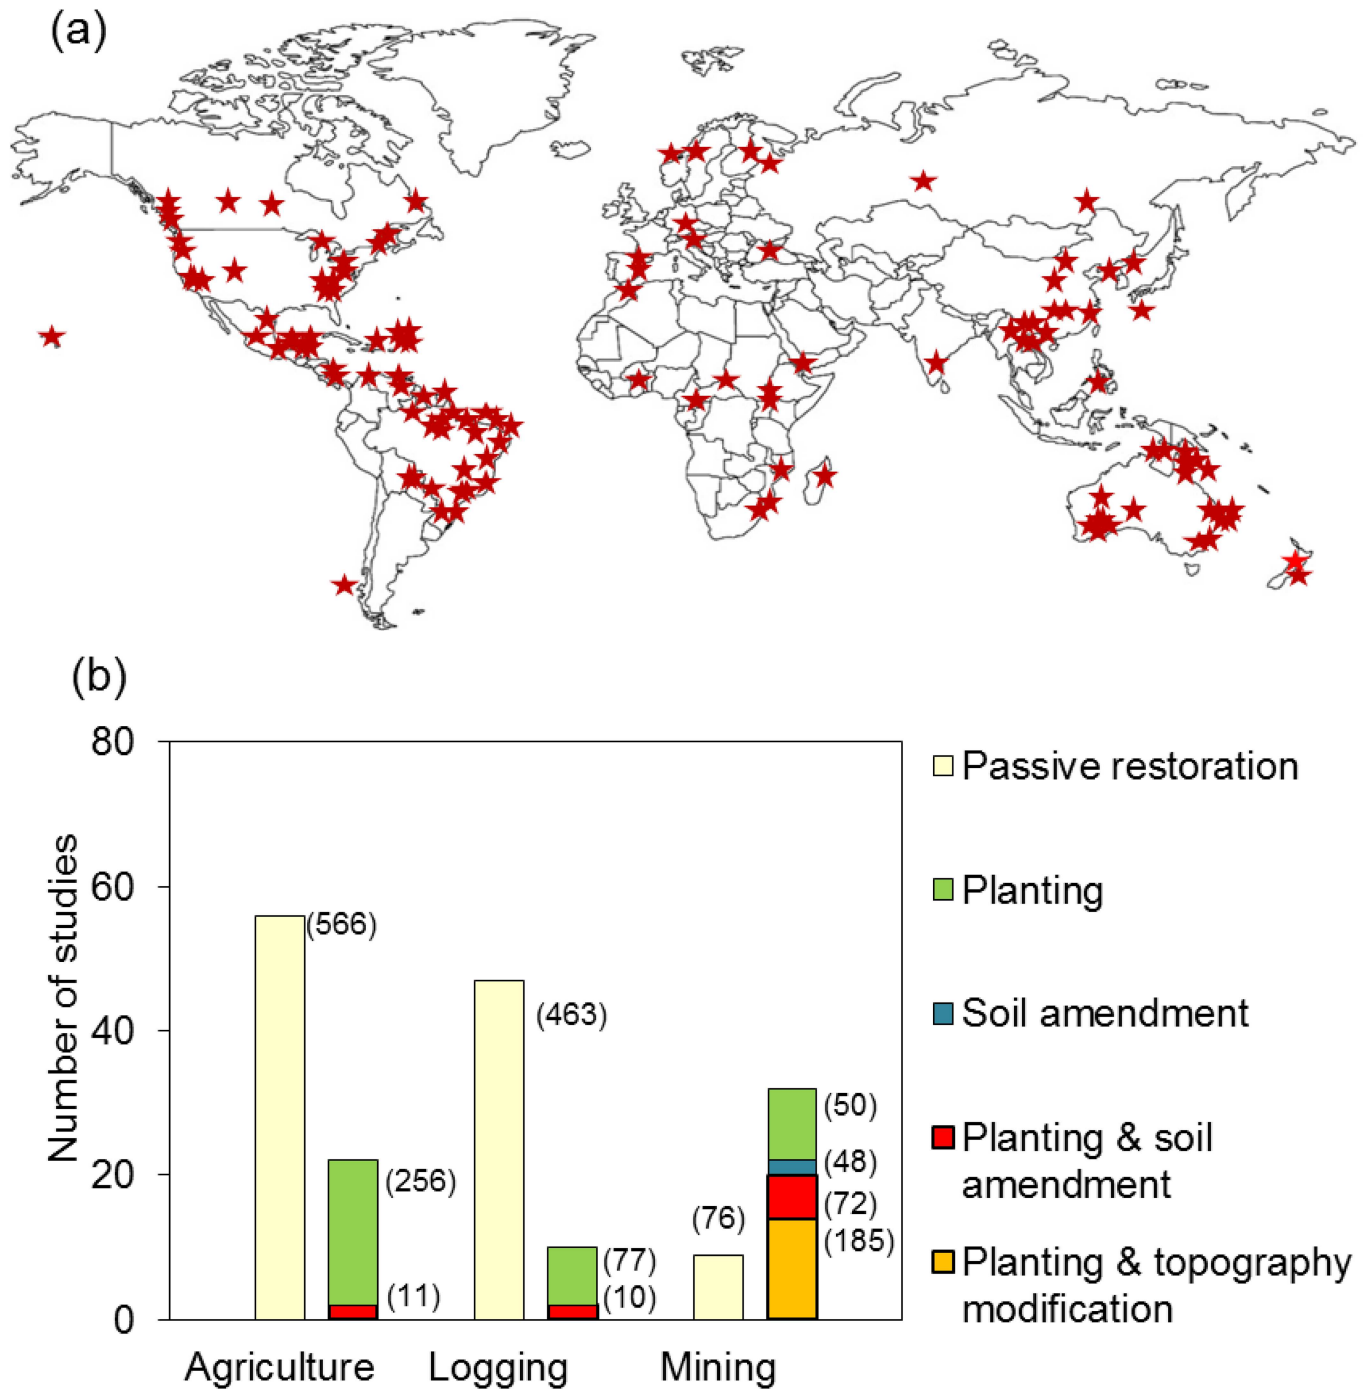 (a)
(b)
Number of studies
80
60
40
20
0
(566)
(256)
(11)
(463)
(77)
(10)
(76)
(50)
(48)
(72)
(185)
Agriculture
Logging
Mining
Passive restoration
Planting
Soil amendment
Planting & soil
amendment
Planting & topography
modification